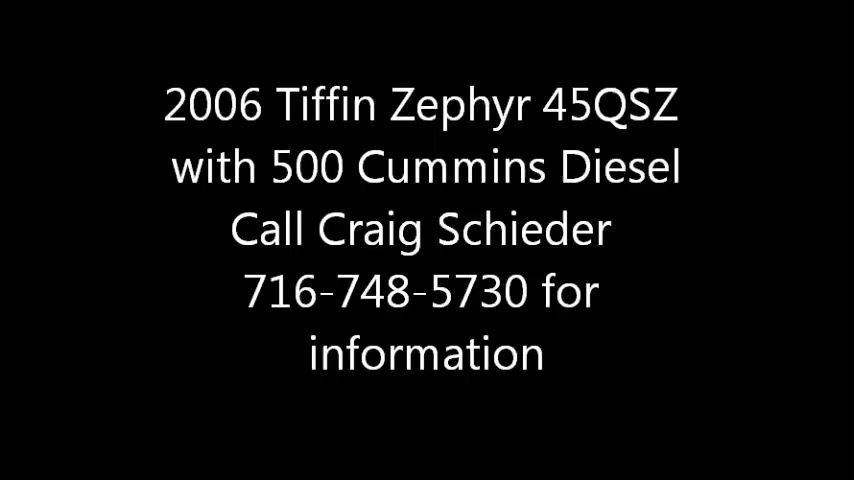 2006 Tiffin Zephyr 45QSZ
with 500 Cummins Diesel
Call Craig Schieder
716-748-5730 for
information